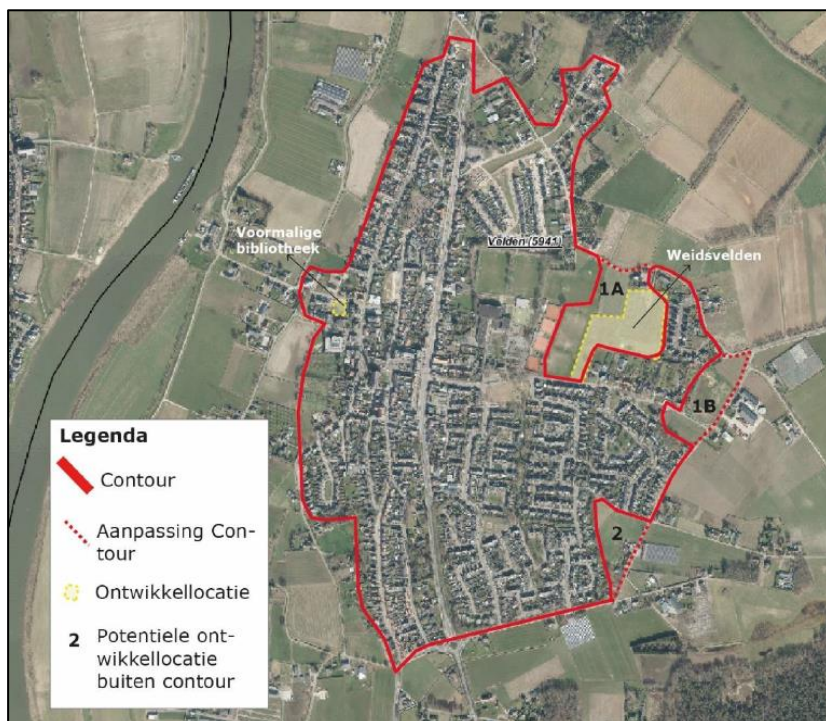 Voormalige
bibliotheek
Velden (5941)
Weidsvelden
1A
1B
2
Legenda
Contour
Aanpassing Con-
tour
Ontwikkellocatie
2
Potentiele ont-
wikkellocatie
buiten contour